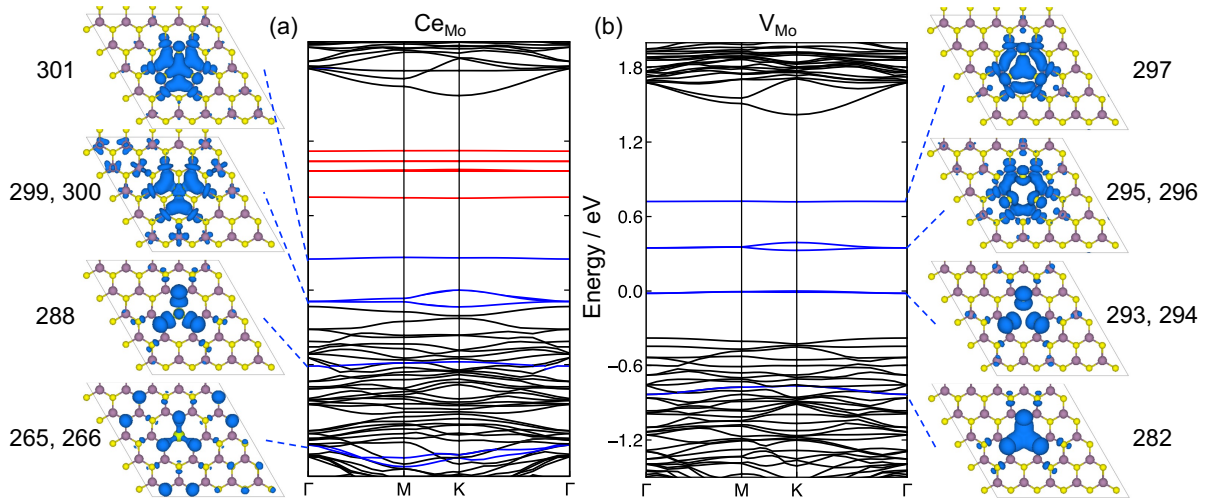 (a)
Ce_Mo
(b)
V_Mo
301
299, 300
288
265, 266
Energy / eV
1.8
1.2
0.6
0.0
−0.6
−1.2
297
295, 296
293, 294
282
Γ
M
K
Γ
Γ
M
K
Γ